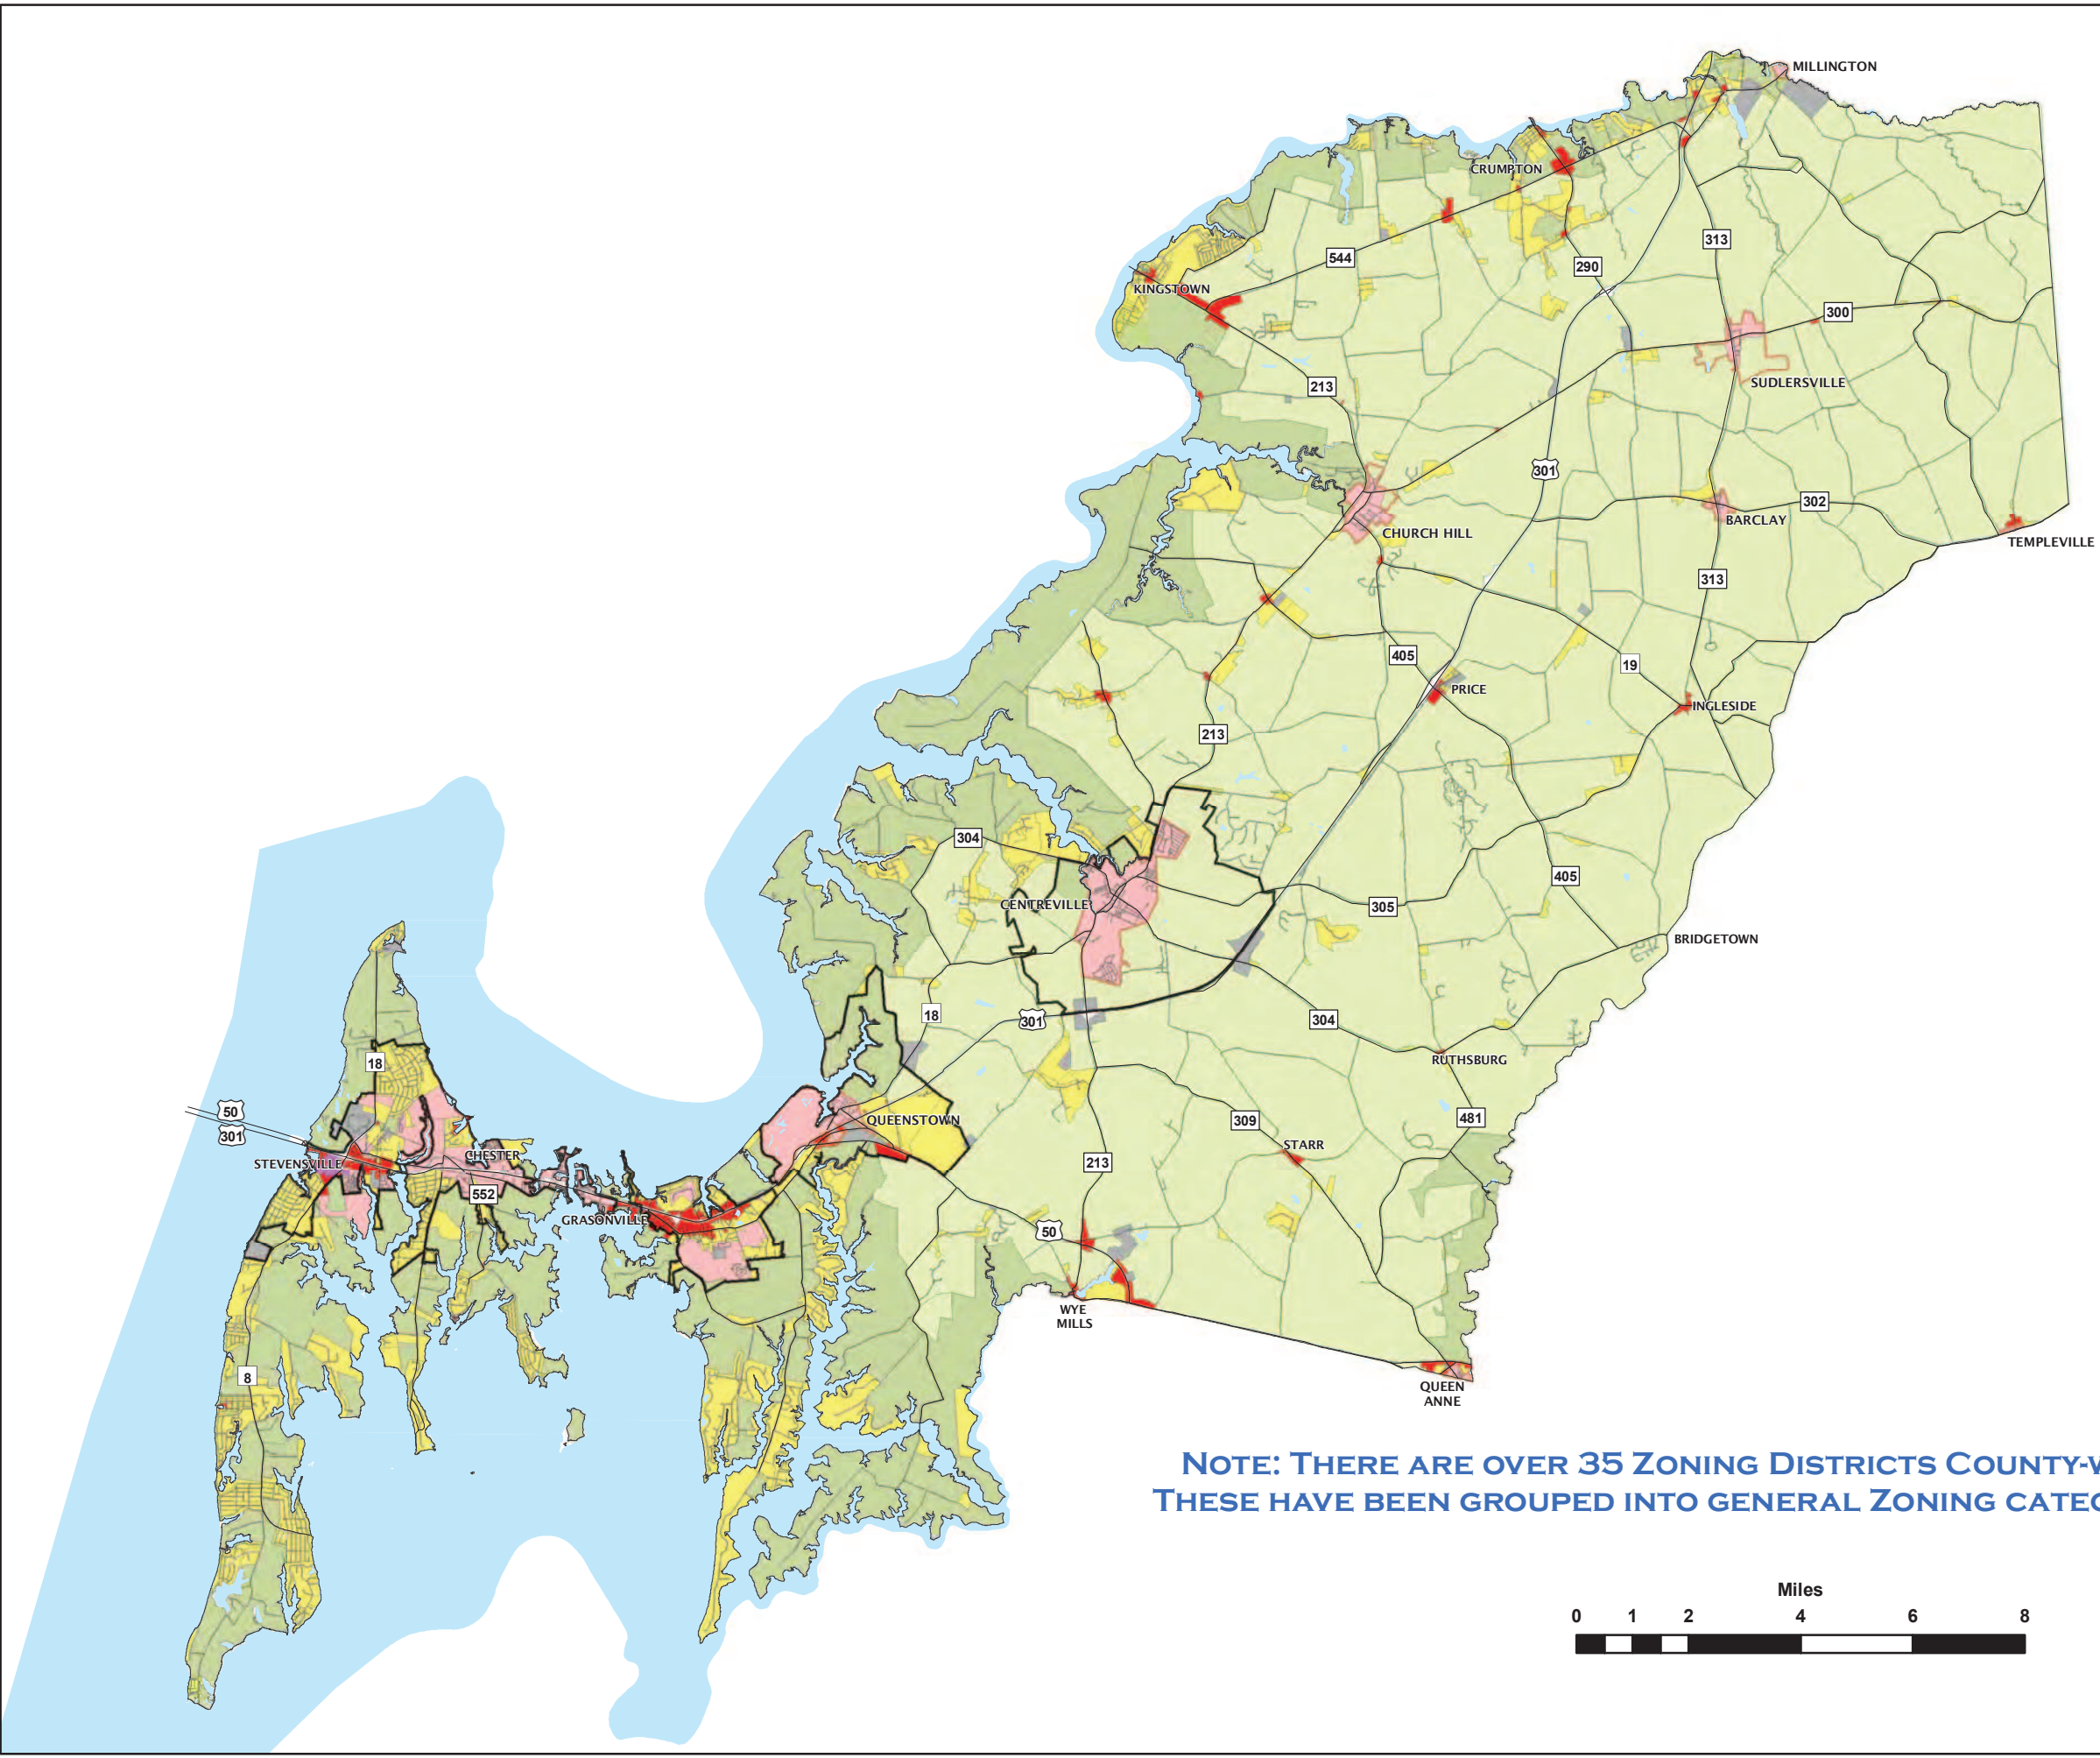 MILLINGTON
CRUMPTON
313
544
290
KINGSTOWN
300
213
SUDLERSVILLE
301
302
BARCLAY
CHURCH HILL
TEMPLEVILLE
313
405
19
PRICE
INGLESIDE
213
304
405
CENTREVILLE
305
BRIDGETOWN
18
301
304
RUTHSBURG
18
50
301
QUEENSTOWN
309
481
STARR
STEVENSVILLE
CHESTER
213
552
GRASONVILLE
50
WYE
MILLS
8
QUEEN
ANNE
NOTE: THERE ARE OVER 35 ZONING DISTRICTS COUNTY-
THESE HAVE BEEN GROUPED INTO GENERAL ZONING
Miles
0 1 2 4 6 8